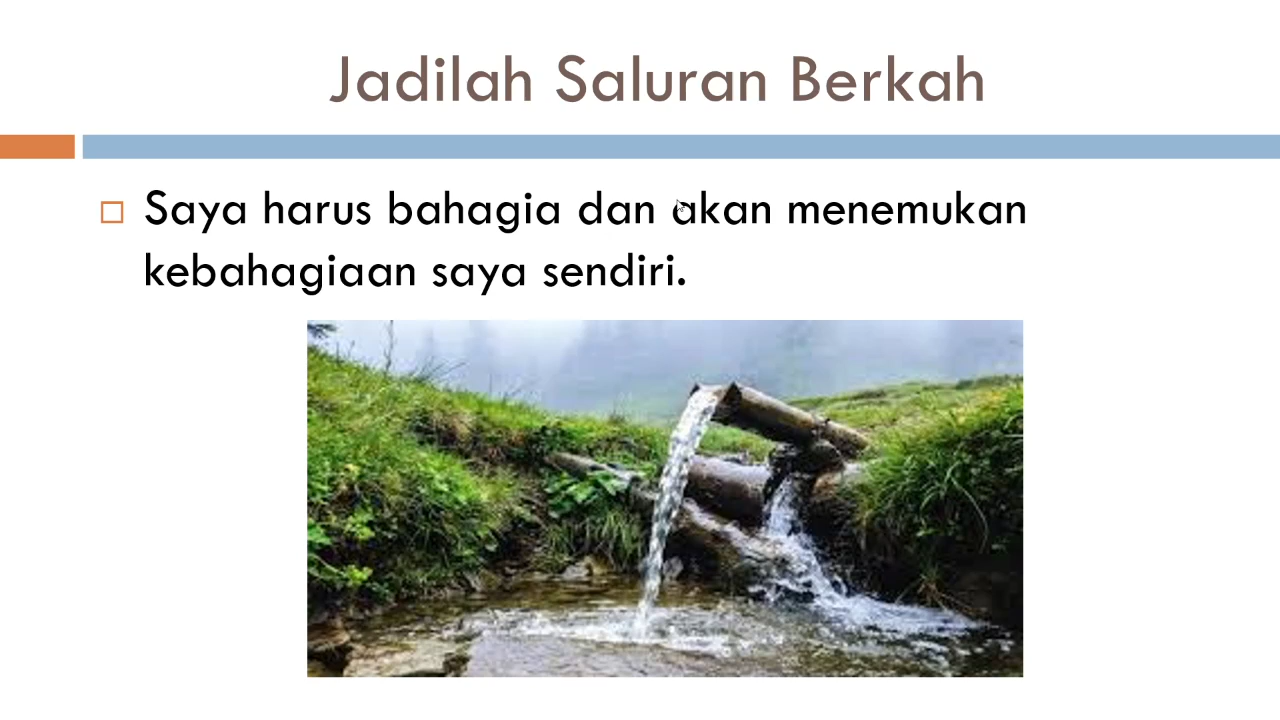 Jadilah Saluran Berkah
Saya harus bahagia dan akan menemukan
kebahagiaan saya sendiri.